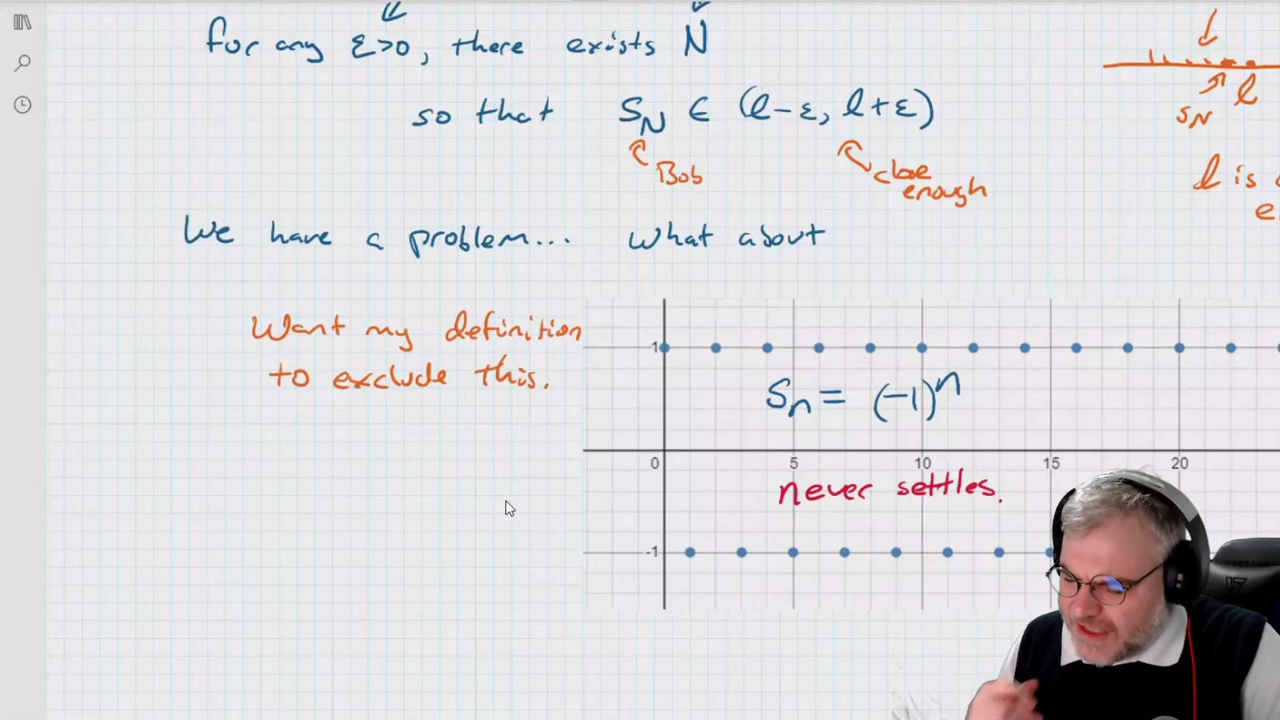 for any ε>0, there exists N
so that S_N ∈ (ℓ-ε, ℓ+ε)
Bob
close enough
S_N
ℓ
ℓ is
We have a problem... What about
Want my definition
to exclude this.
1
S_n = (-1)^n
0 5 10 15 20
never settles.
-1